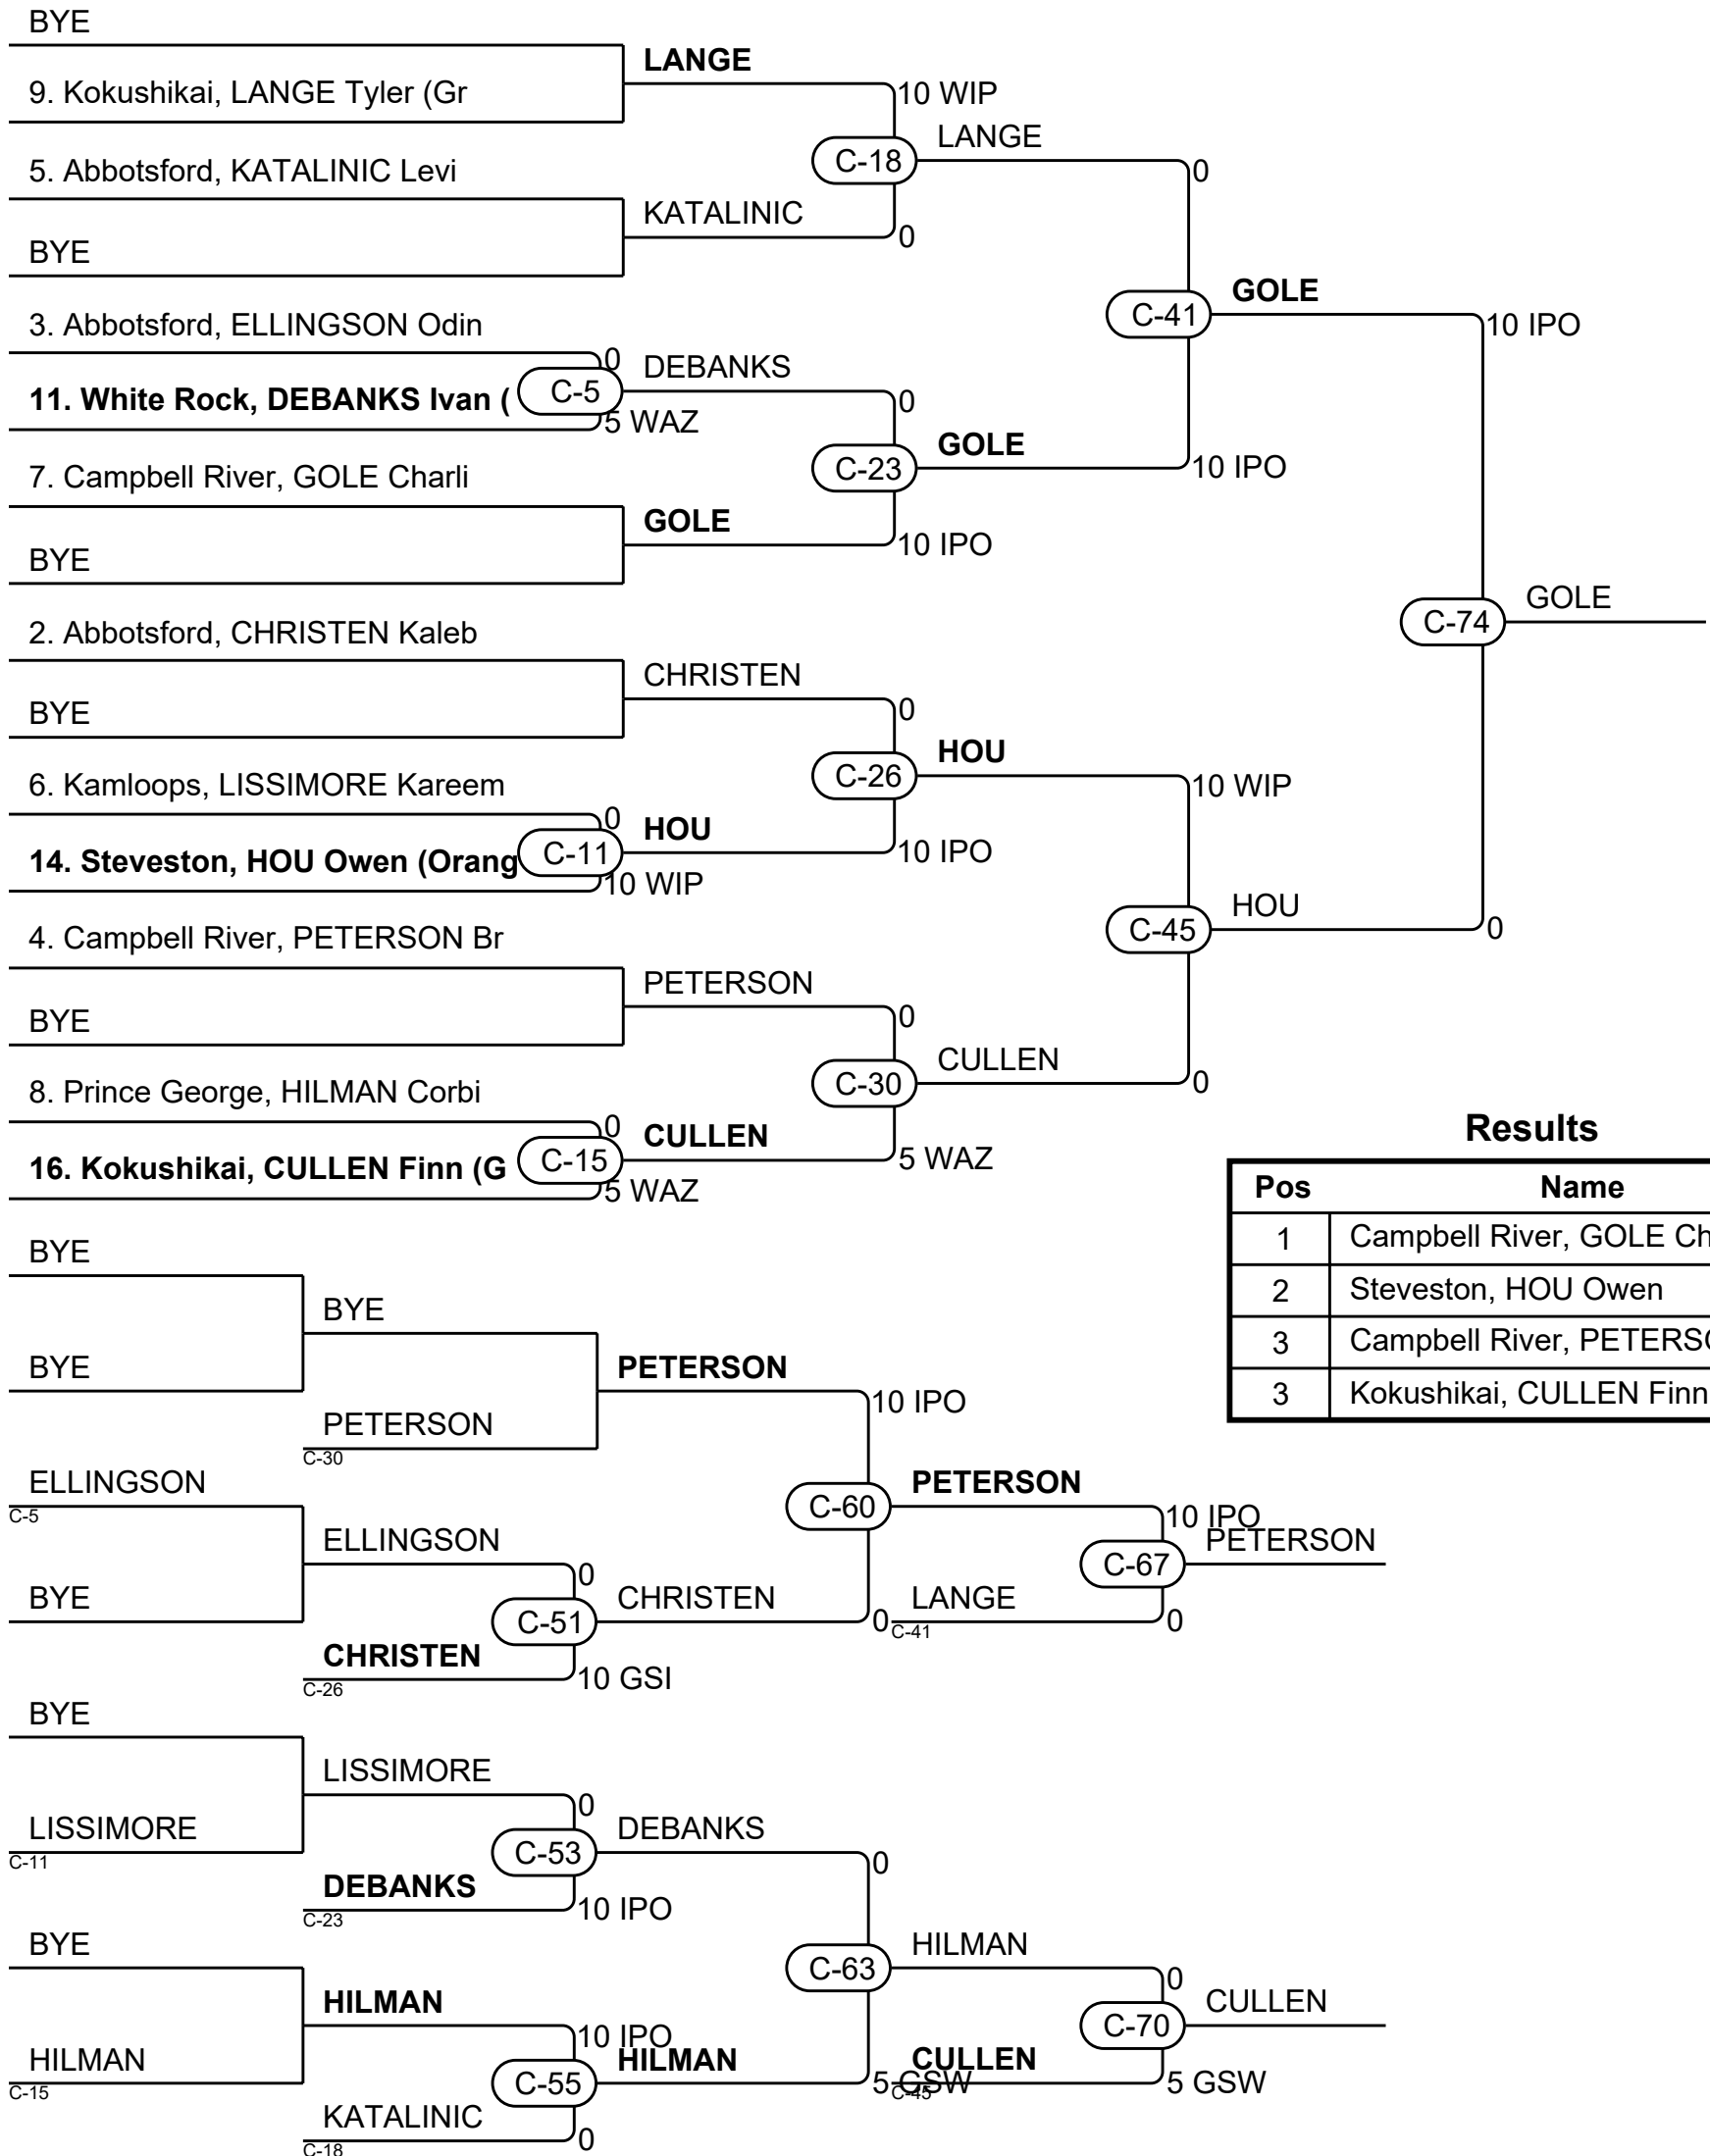 BYE
LANGE
9. Kokushikai, LANGE Tyler (Gr
10 WIP
LANGE
C-18
5. Abbotsford, KATALINIC Levi
0
KATALINIC
0
BYE
GOLE
C-41
3. Abbotsford, ELLINGSON Odin
10 IPO
0
DEBANKS
C-5
11. White Rock, DEBANKS Ivan (
0
5 WAZ
GOLE
C-23
7. Campbell River, GOLE Charli
10 IPO
GOLE
10 IPO
BYE
GOLE
C-74
2. Abbotsford, CHRISTEN Kaleb
CHRISTEN
0
BYE
HOU
C-26
6. Kamloops, LISSIMORE Kareem
10 WIP
0
HOU
C-11
14. Steveston, HOU Owen (Orang
10 IPO
10 WIP
HOU
C-45
4. Campbell River, PETERSON Br
0
PETERSON
0
BYE
CULLEN
C-30
8. Prince George, HILMAN Corbi
0
0
CULLEN
C-15
16. Kokushikai, CULLEN Finn (G
5 WAZ
5 WAZ
Results
Pos Name
1 Campbell River, GOLE Ch
2 Steveston, HOU Owen
3 Campbell River, PETERS
3 Kokushikai, CULLEN Finn
BYE
BYE
BYE
PETERSON
10 IPO
PETERSON
C-30
ELLINGSON
C-5
PETERSON
C-60
10 IPO
ELLINGSON
PETERSON
C-67
0
BYE
CHRISTEN
C-51
0
LANGE
C-41
0
CHRISTEN
C-26
10 GSI
BYE
LISSIMORE
0
LISSIMORE
C-11
DEBANKS
C-53
0
DEBANKS
C-23
10 IPO
BYE
HILMAN
C-63
0
HILMAN
CULLEN
C-70
10 IPO
HILMAN
C-15
HILMAN
C-55
5 GSW
CULLEN
C-45
5 GSW
KATALINIC
C-18
0